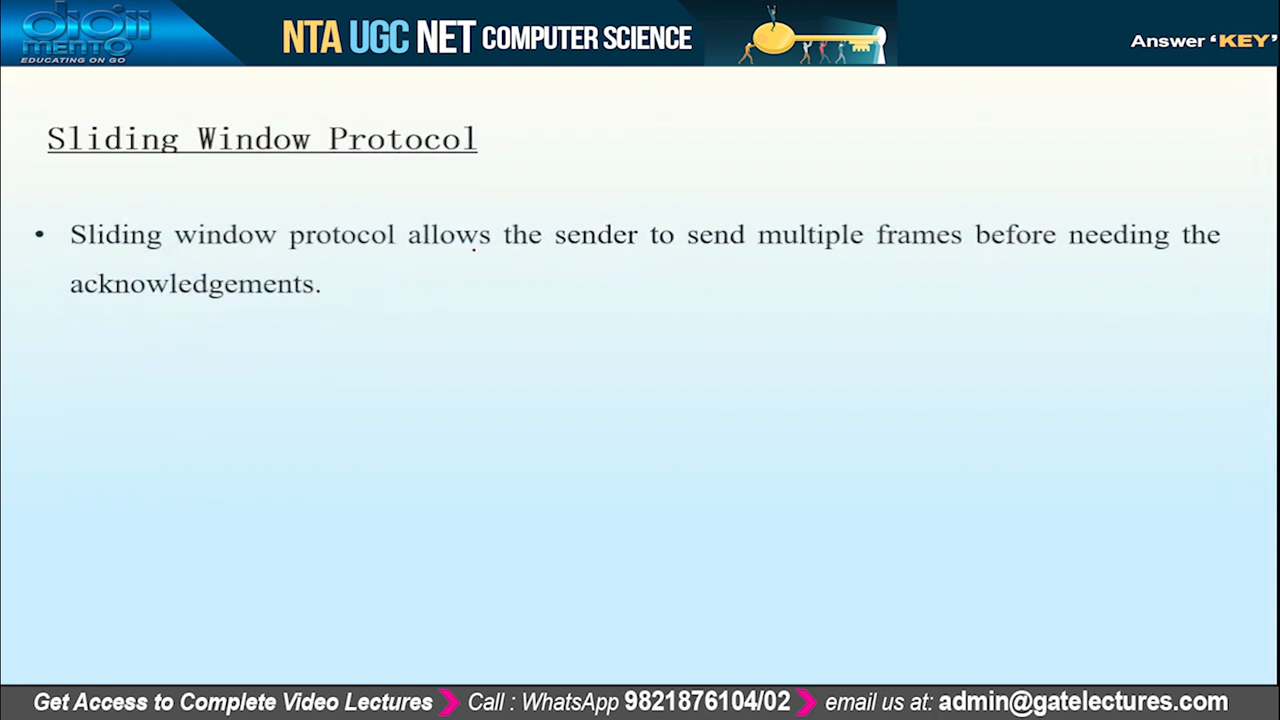 digii
MENTO
EDUCATING ON GO
NTA UGC NET COMPUTER SCIENCE
Answer ‘KEY’
Sliding Window Protocol
• Sliding window protocol allows the sender to send multiple frames before needing the
acknowledgements.
Get Access to Complete Video Lectures Call : WhatsApp 9821876104/02 email us at: admin@gatelectures.com